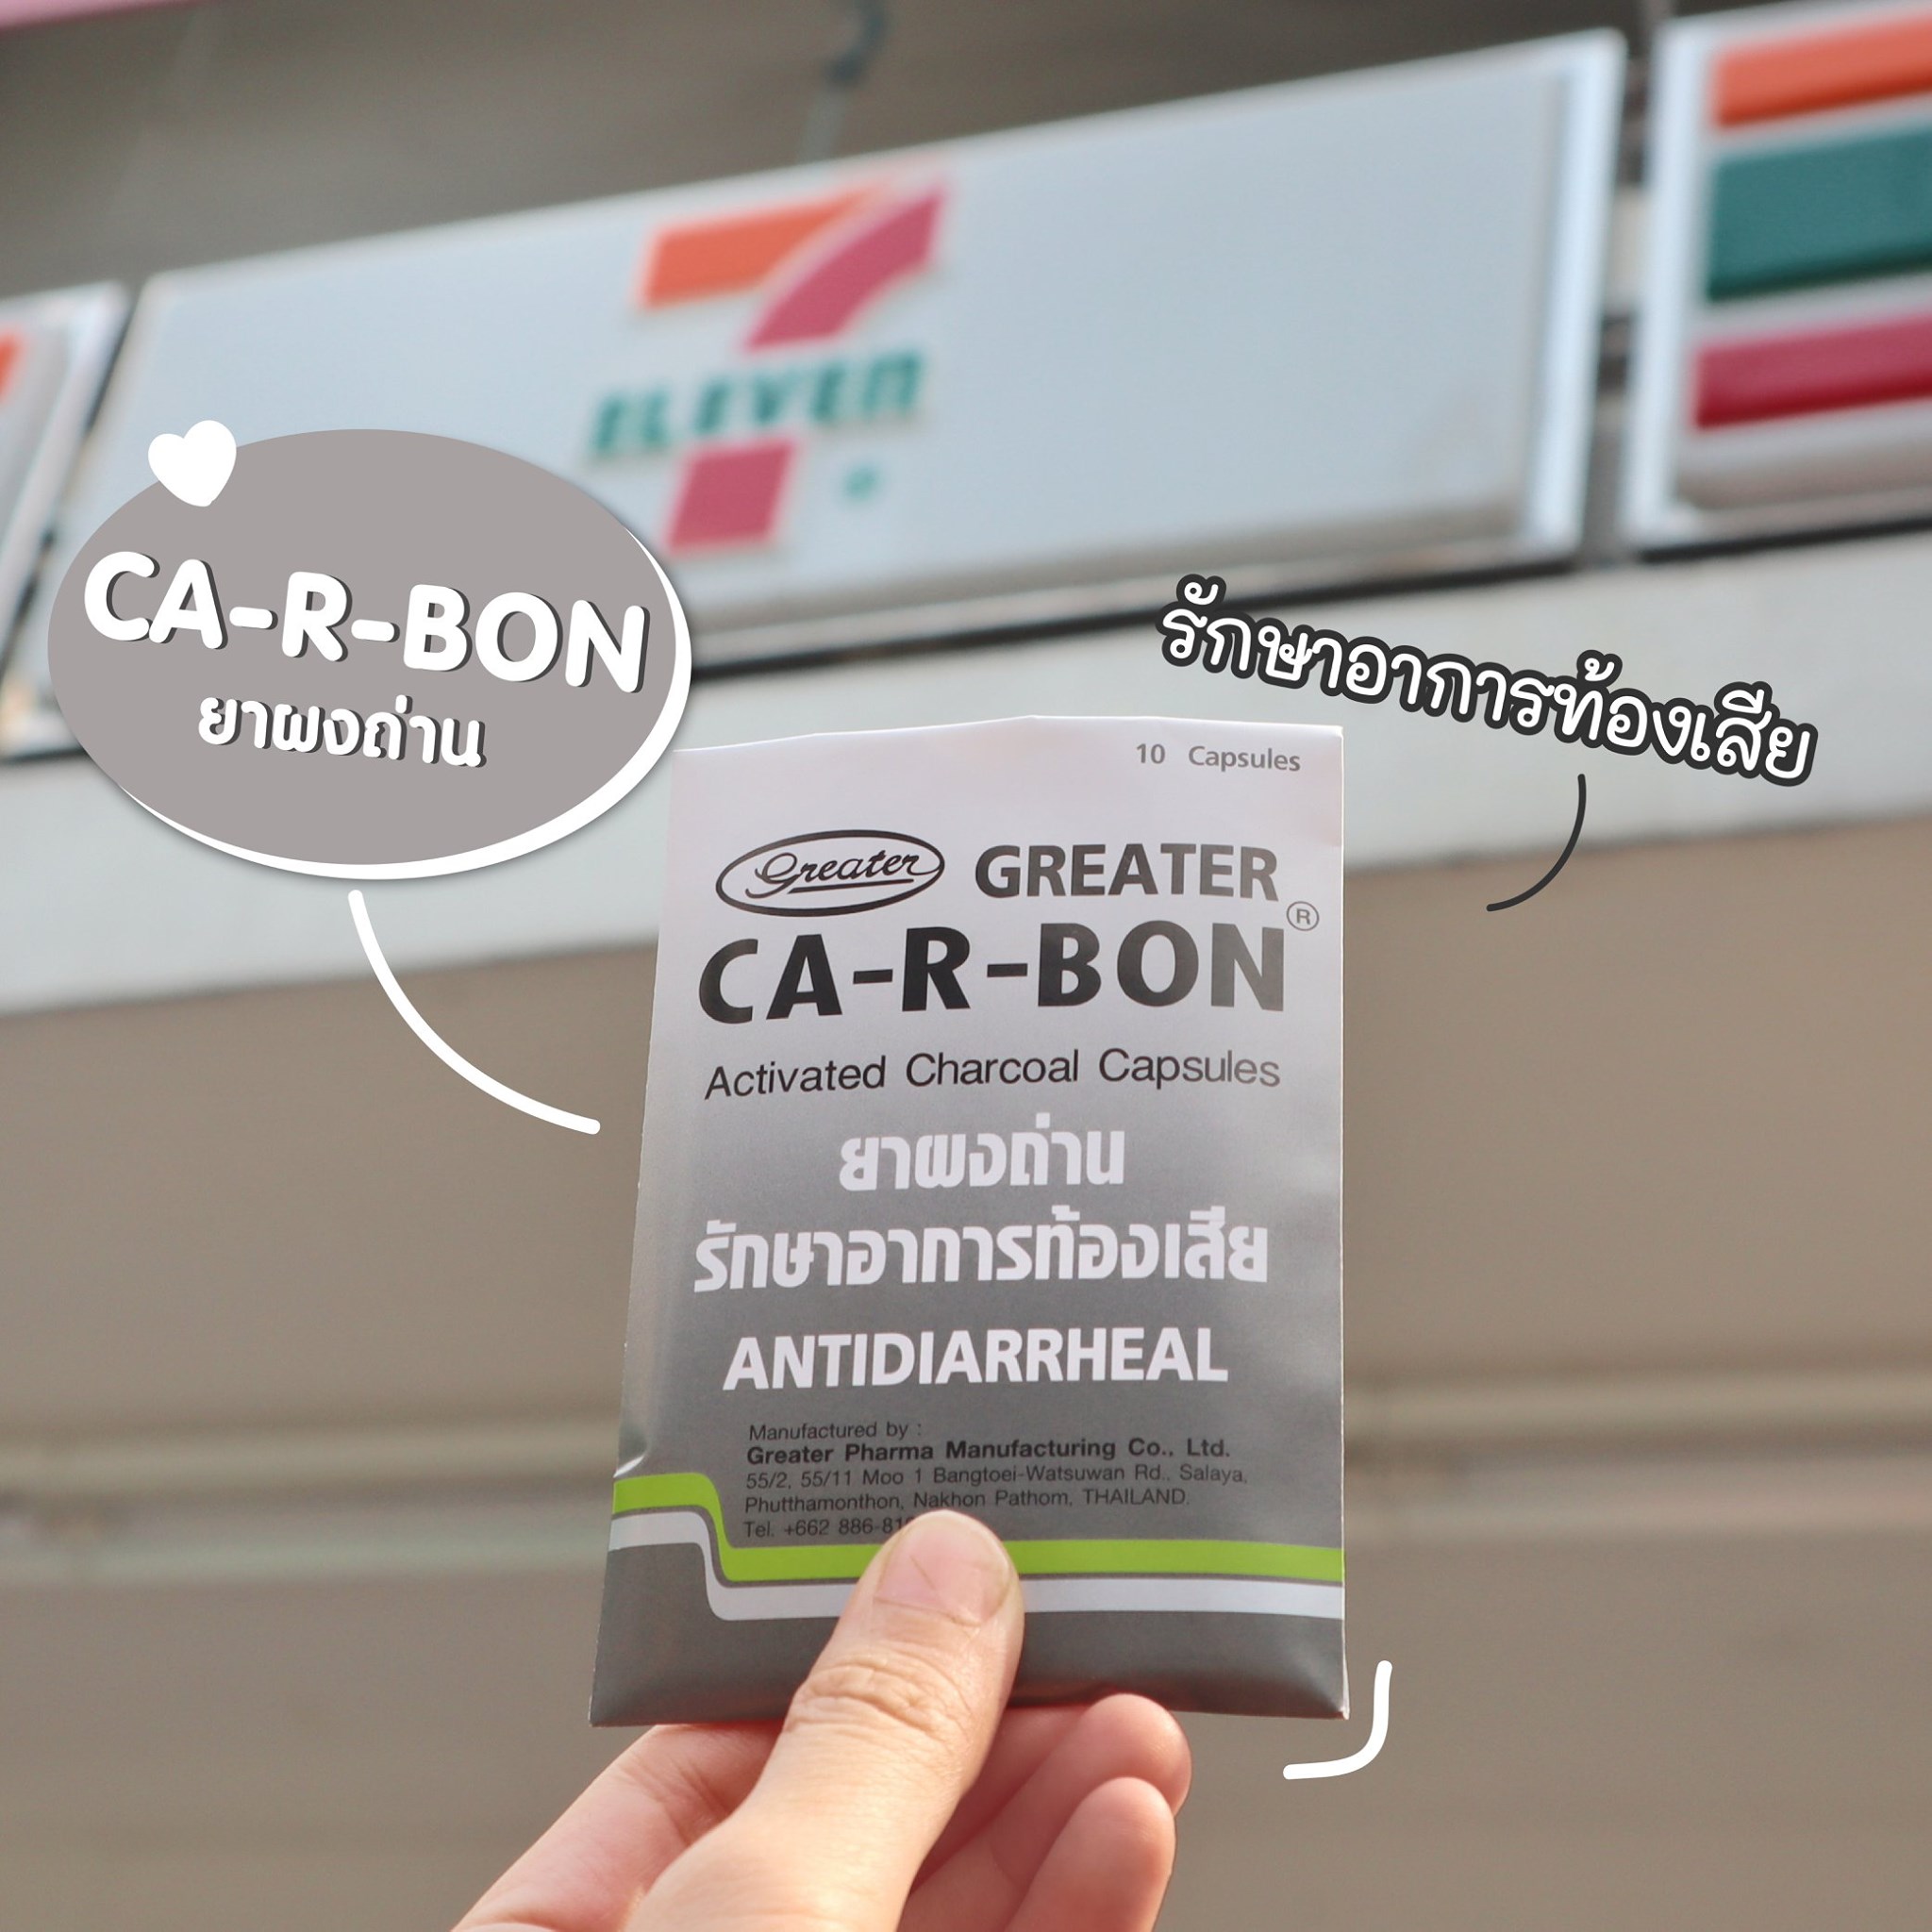 7
ELEVEn
CA-R-BON
ยาผงถ่าน
รักษาอาการท้องเสีย
10 Capsules
Greater GREATER
CA-R-BON®
Activated Charcoal Capsules
ยาผงถ่าน
รักษาอาการท้องเสีย
ANTIDIARRHEAL
Manufactured by :
Greater Pharma Manufacturing Co., Ltd.
55/2, 55/11 Moo 1 Bangtoei-Watsuwan Rd., Salaya,
Phutthamonthon, Nakhon Pathom, THAILAND.
Tel. +662 886-81